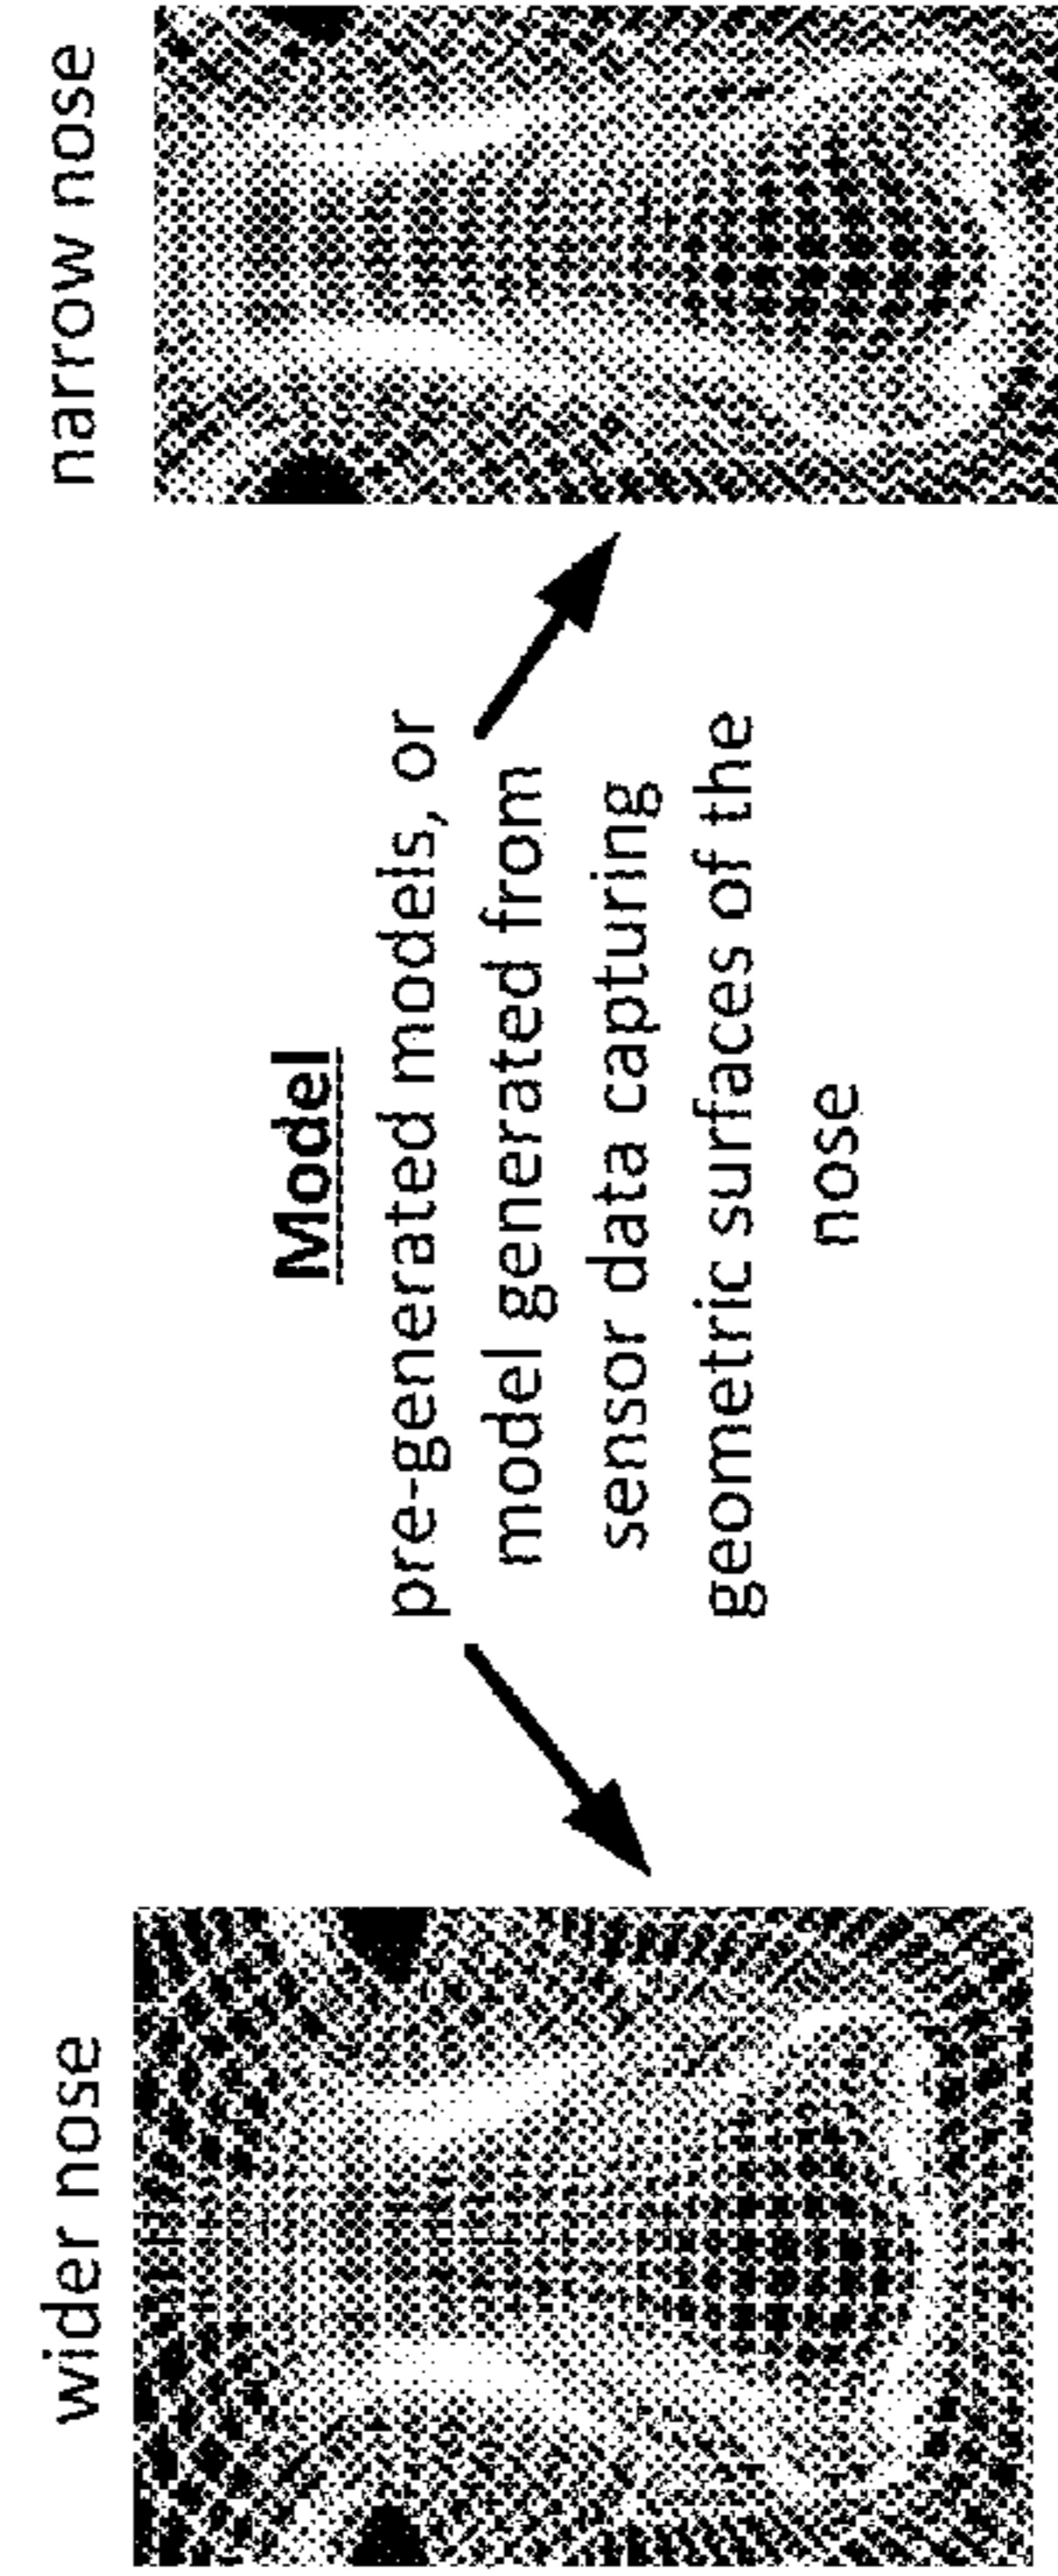 wider nose
Model
pre-generated models, or
model generated from
sensor data capturing
geometric surfaces of the
nose
narrow nose